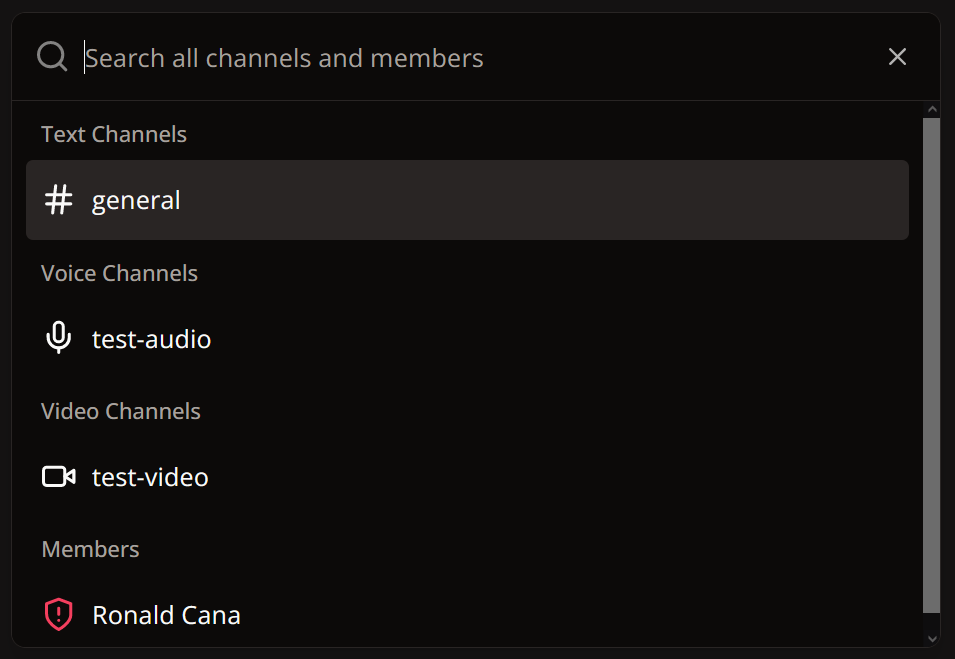 Search all channels and members
Text Channels
general
Voice Channels
test-audio
Video Channels
test-video
Members
Ronald Cana